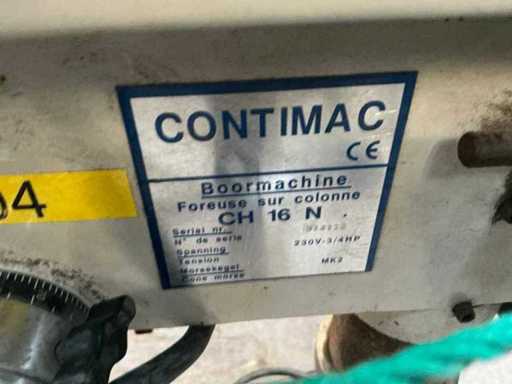 CONTIMAC
CE
Boormachine
Foreuse sur colonne
CH 16 N
Serial nr.
N° de serie
Spanning 230V-3/4HP
Tension
Morsekegel MK2
Cone morse
04